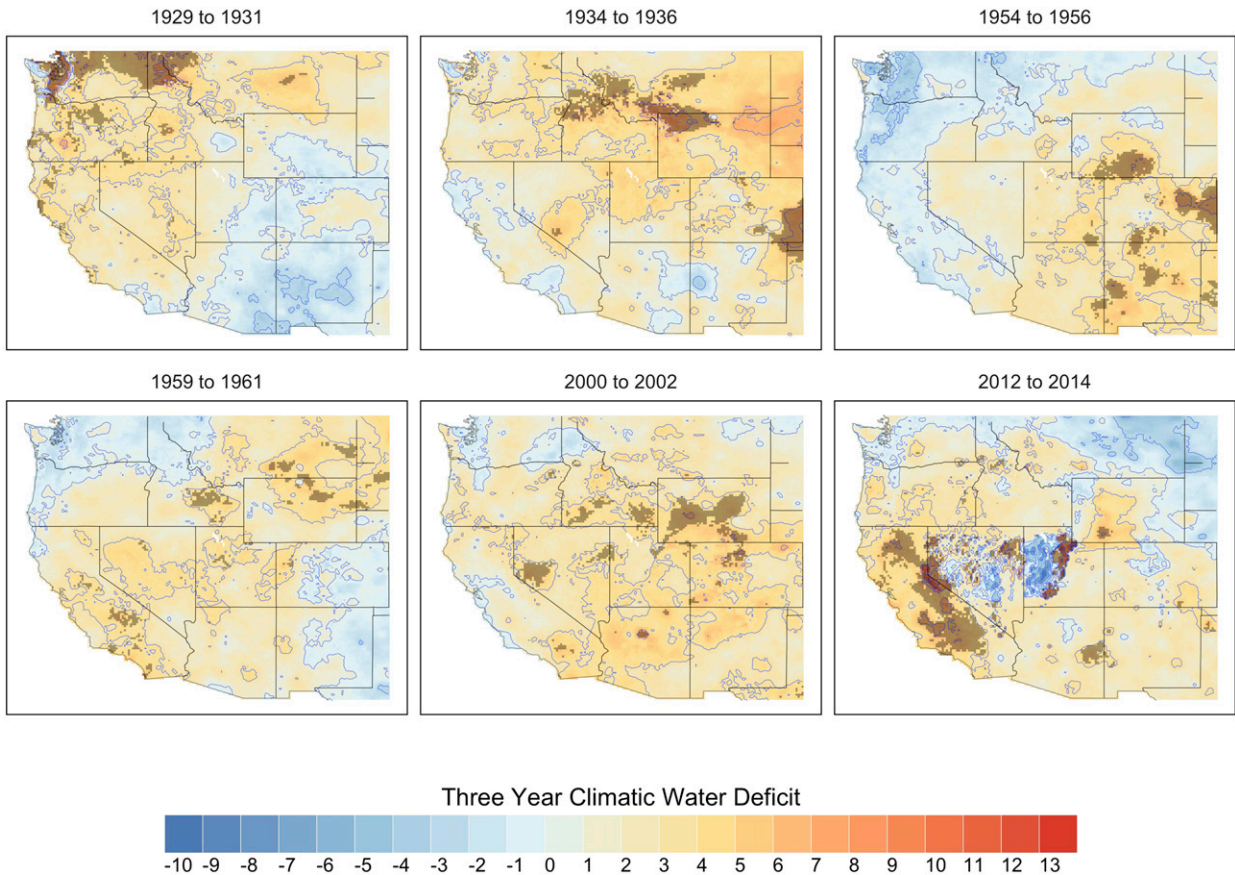 1929 to 1931 1934 to 1936 1954 to 1956
1959 to 1961 2000 to 2002 2012 to 2014
Three Year Climatic Water Deficit
-10 -9 -8 -7 -6 -5 -4 -3 -2 -1 0 1 2 3 4 5 6 7 8 9 10 11 12 13